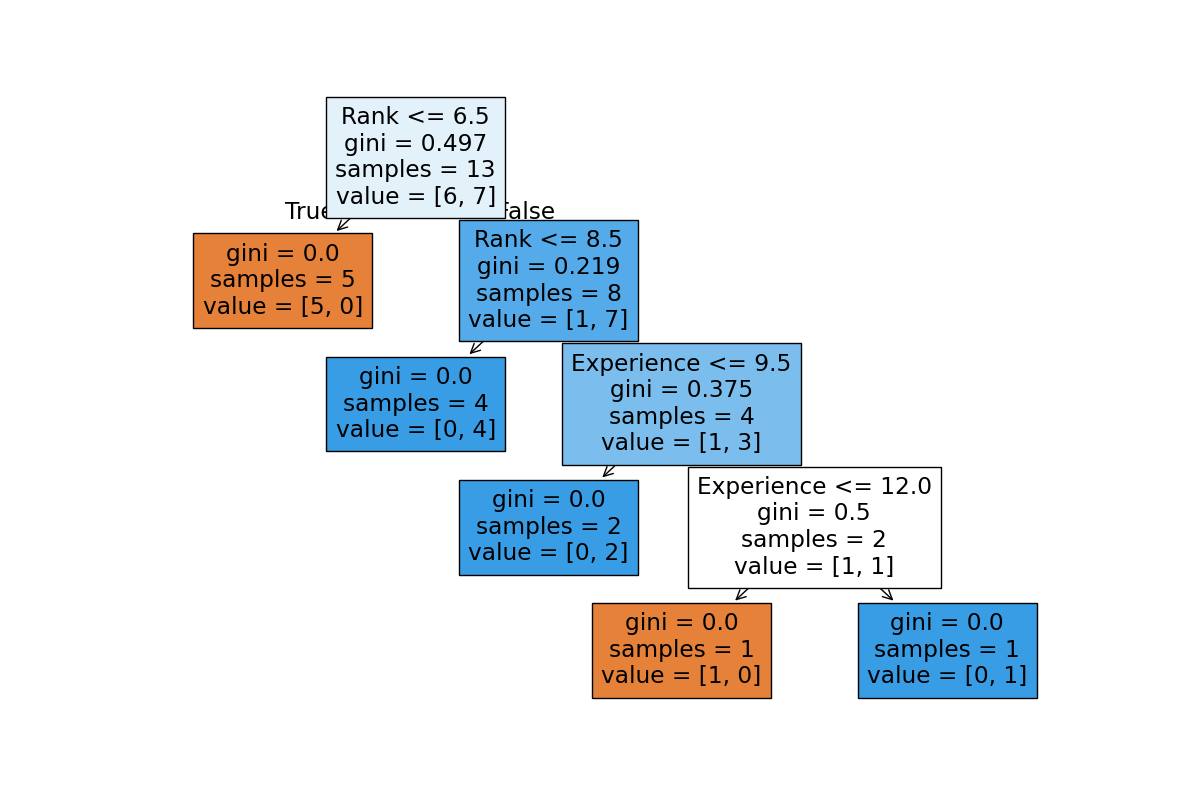 Rank <= 6.5
gini = 0.497
samples = 13
value = [6, 7]
True
False
gini = 0.0
samples = 5
value = [5, 0]
Rank <= 8.5
gini = 0.219
samples = 8
value = [1, 7]
gini = 0.0
samples = 4
value = [0, 4]
Experience <= 9.5
gini = 0.375
samples = 4
value = [1, 3]
gini = 0.0
samples = 2
value = [0, 2]
Experience <= 12.0
gini = 0.5
samples = 2
value = [1, 1]
gini = 0.0
samples = 1
value = [1, 0]
gini = 0.0
samples = 1
value = [0, 1]